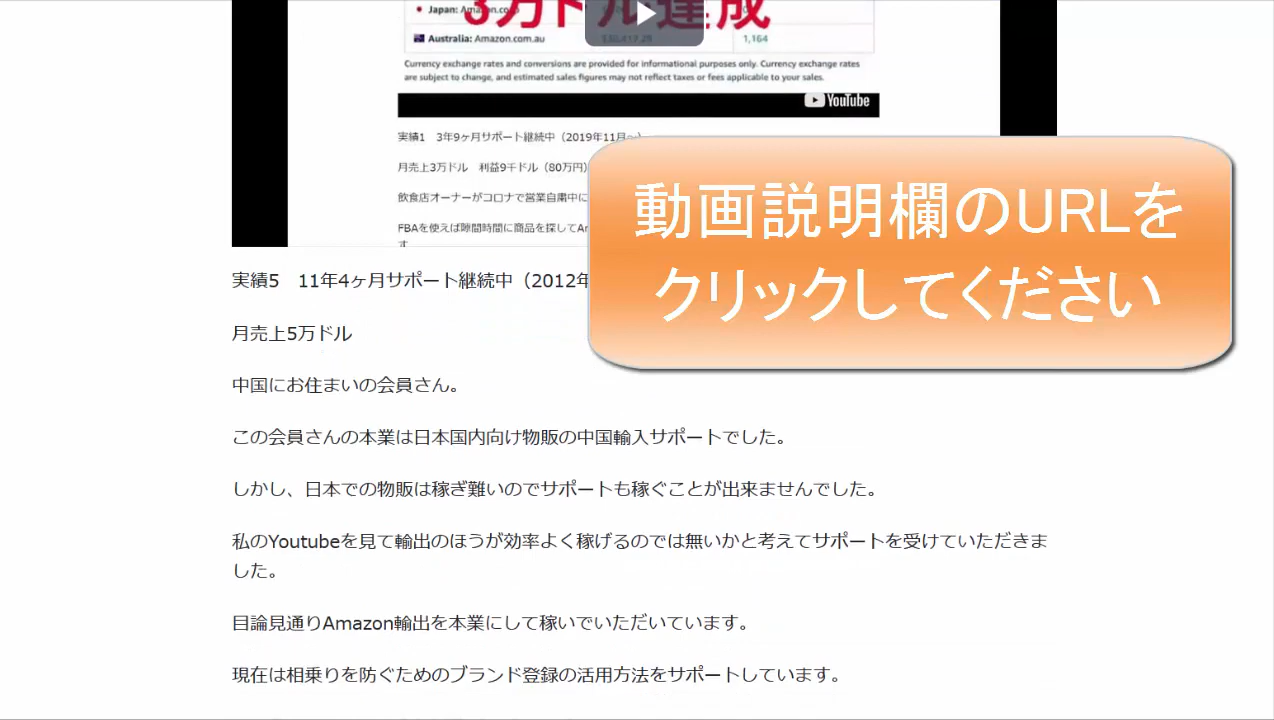 Japan: Amazon.co.jp
3万ドル達成
Australia: Amazon.com.au
1,164
Currency exchange rates and conversions are provided for informational purposes only. Currency exchange rates
are subject to change, and estimated sales figures may not reflect taxes or fees applicable to your sales.
YouTube
実績1 3年9ヶ月サポート継続中（2019年11月～）
月売上3万ドル 利益9千ドル（80万円）
飲食店オーナーがコロナで営業自粛中に
FBAを使えば隙間時間に商品を探してAm
す
動画説明欄のURLを
クリックしてください
実績5 11年4ヶ月サポート継続中（2012年
月売上5万ドル
中国にお住まいの会員さん。
この会員さんの本業は日本国内向け物販の中国輸入サポートでした。
しかし、日本での物販は稼ぎ難いのでサポートも稼ぐことが出来ませんでした。
私のYoutubeを見て輸出のほうが効率よく稼げるのでは無いかと考えてサポートを受けていただきま
した。
目論見通りAmazon輸出を本業にして稼いでいただいています。
現在は相乗りを防ぐためのブランド登録の活用方法をサポートしています。